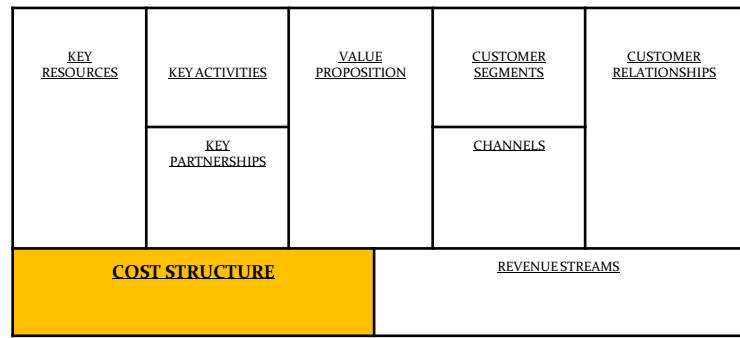 KEY
RESOURCES
KEY ACTIVITIES
VALUE
PROPOSITION
CUSTOMER
SEGMENTS
CUSTOMER
RELATIONSHIPS
KEY
PARTNERSHIPS
CHANNELS
COST STRUCTURE
REVENUE STREAMS